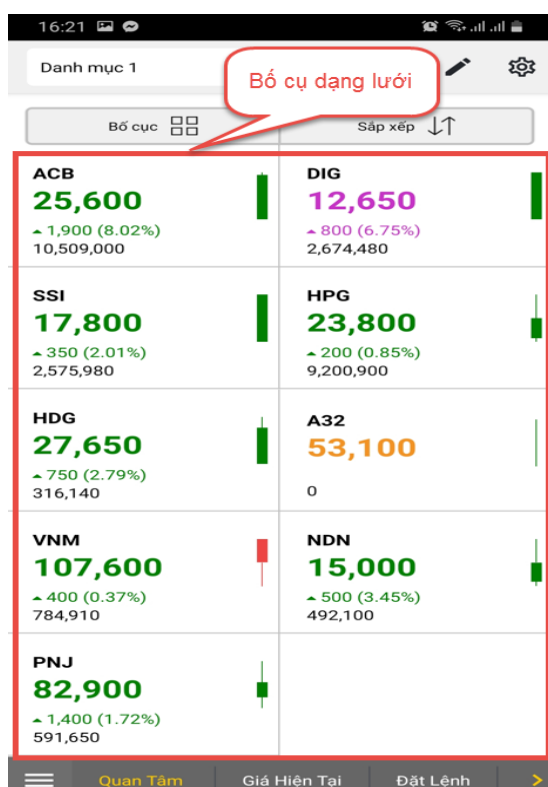 16:21
Danh mục 1
Bố cụ dạng lưới
Bố cục
Sắp xếp
ACB
25,600
1,900 (8.02%)
10,509,000
DIG
12,650
800 (6.75%)
2,674,480
SSI
17,800
350 (2.01%)
2,575,980
HPG
23,800
200 (0.85%)
9,200,900
HDG
27,650
750 (2.79%)
316,140
A32
53,100
0
VNM
107,600
400 (0.37%)
784,910
NDN
15,000
500 (3.45%)
492,100
PNJ
82,900
1,400 (1.72%)
591,650
Quan Tâm
Giá Hiện Tại
Đặt Lệnh